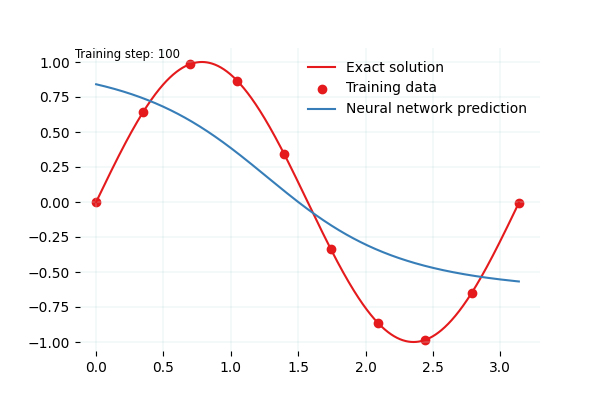 Training step: 100
Exact solution
Training data
Neural network prediction
1.00
0.75
0.50
0.25
0.00
−0.25
−0.50
−0.75
−1.00
0.0 0.5 1.0 1.5 2.0 2.5 3.0